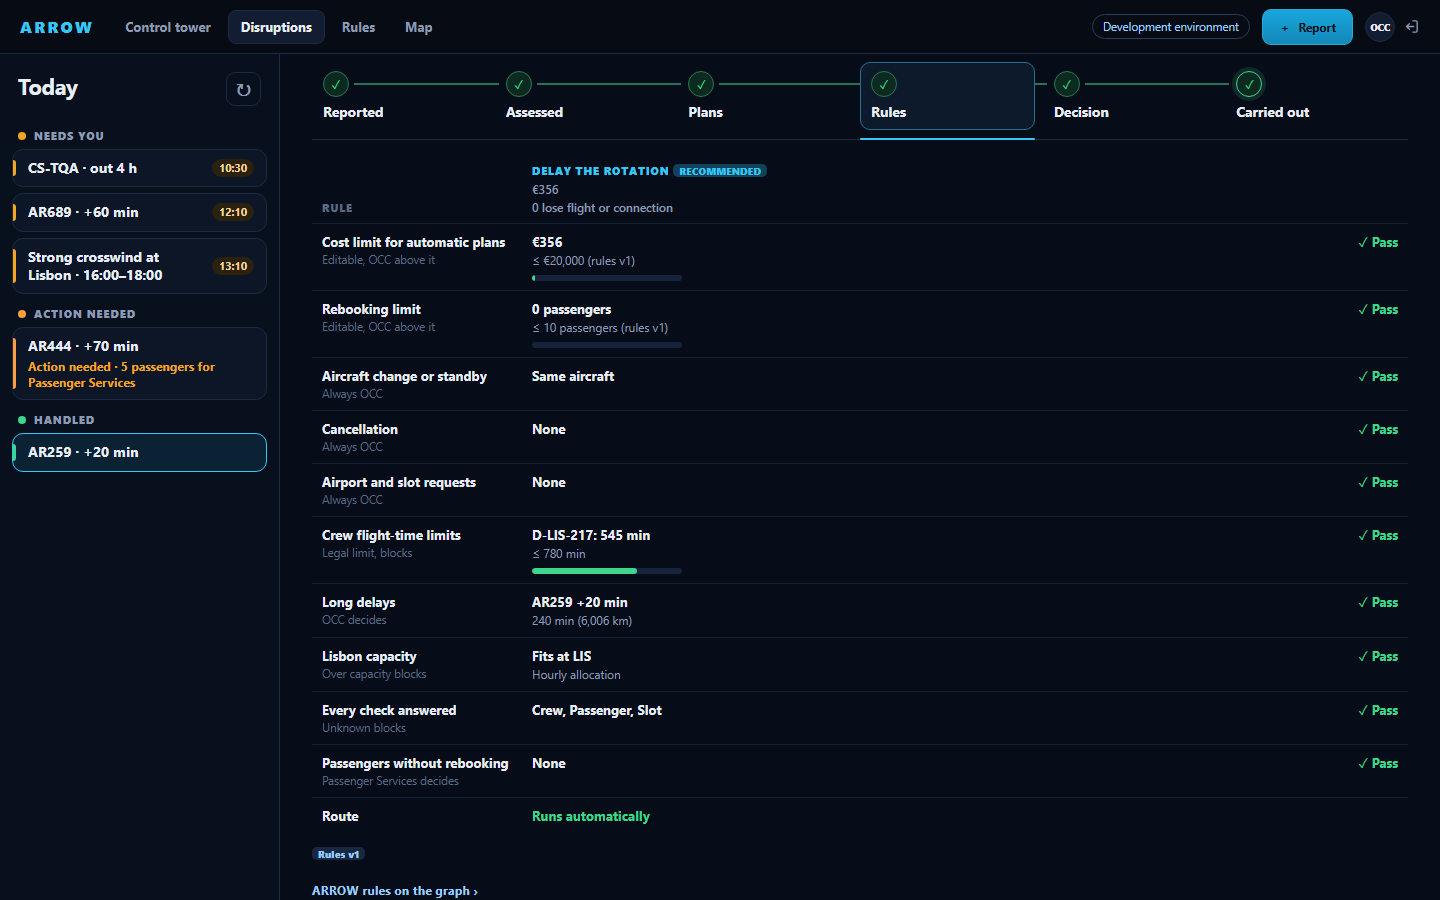 ARROW
Control tower
Disruptions
Rules
Map
Development environment
+ Report
OCC
Today
NEEDS YOU
CS-TQA · out 4 h
10:30
AR689 · +60 min
12:10
Strong crosswind at
Lisbon · 16:00–18:00
13:10
ACTION NEEDED
AR444 · +70 min
Action needed · 5 passengers for
Passenger Services
HANDLED
AR259 · +20 min
Reported
Assessed
Plans
Rules
Decision
Carried out
RULE
DELAY THE ROTATION RECOMMENDED
€356
0 lose flight or connection
Cost limit for automatic plans
Editable, OCC above it
€356
≤ €20,000 (rules v1)
✓ Pass
Rebooking limit
Editable, OCC above it
0 passengers
≤ 10 passengers (rules v1)
✓ Pass
Aircraft change or standby
Always OCC
Same aircraft
✓ Pass
Cancellation
Always OCC
None
✓ Pass
Airport and slot requests
Always OCC
None
✓ Pass
Crew flight-time limits
Legal limit, blocks
D-LIS-217: 545 min
≤ 780 min
✓ Pass
Long delays
OCC decides
AR259 +20 min
240 min (6,006 km)
✓ Pass
Lisbon capacity
Over capacity blocks
Fits at LIS
Hourly allocation
✓ Pass
Every check answered
Unknown blocks
Crew, Passenger, Slot
✓ Pass
Passengers without rebooking
Passenger Services decides
None
✓ Pass
Route
Runs automatically
Rules v1
ARROW rules on the graph ›